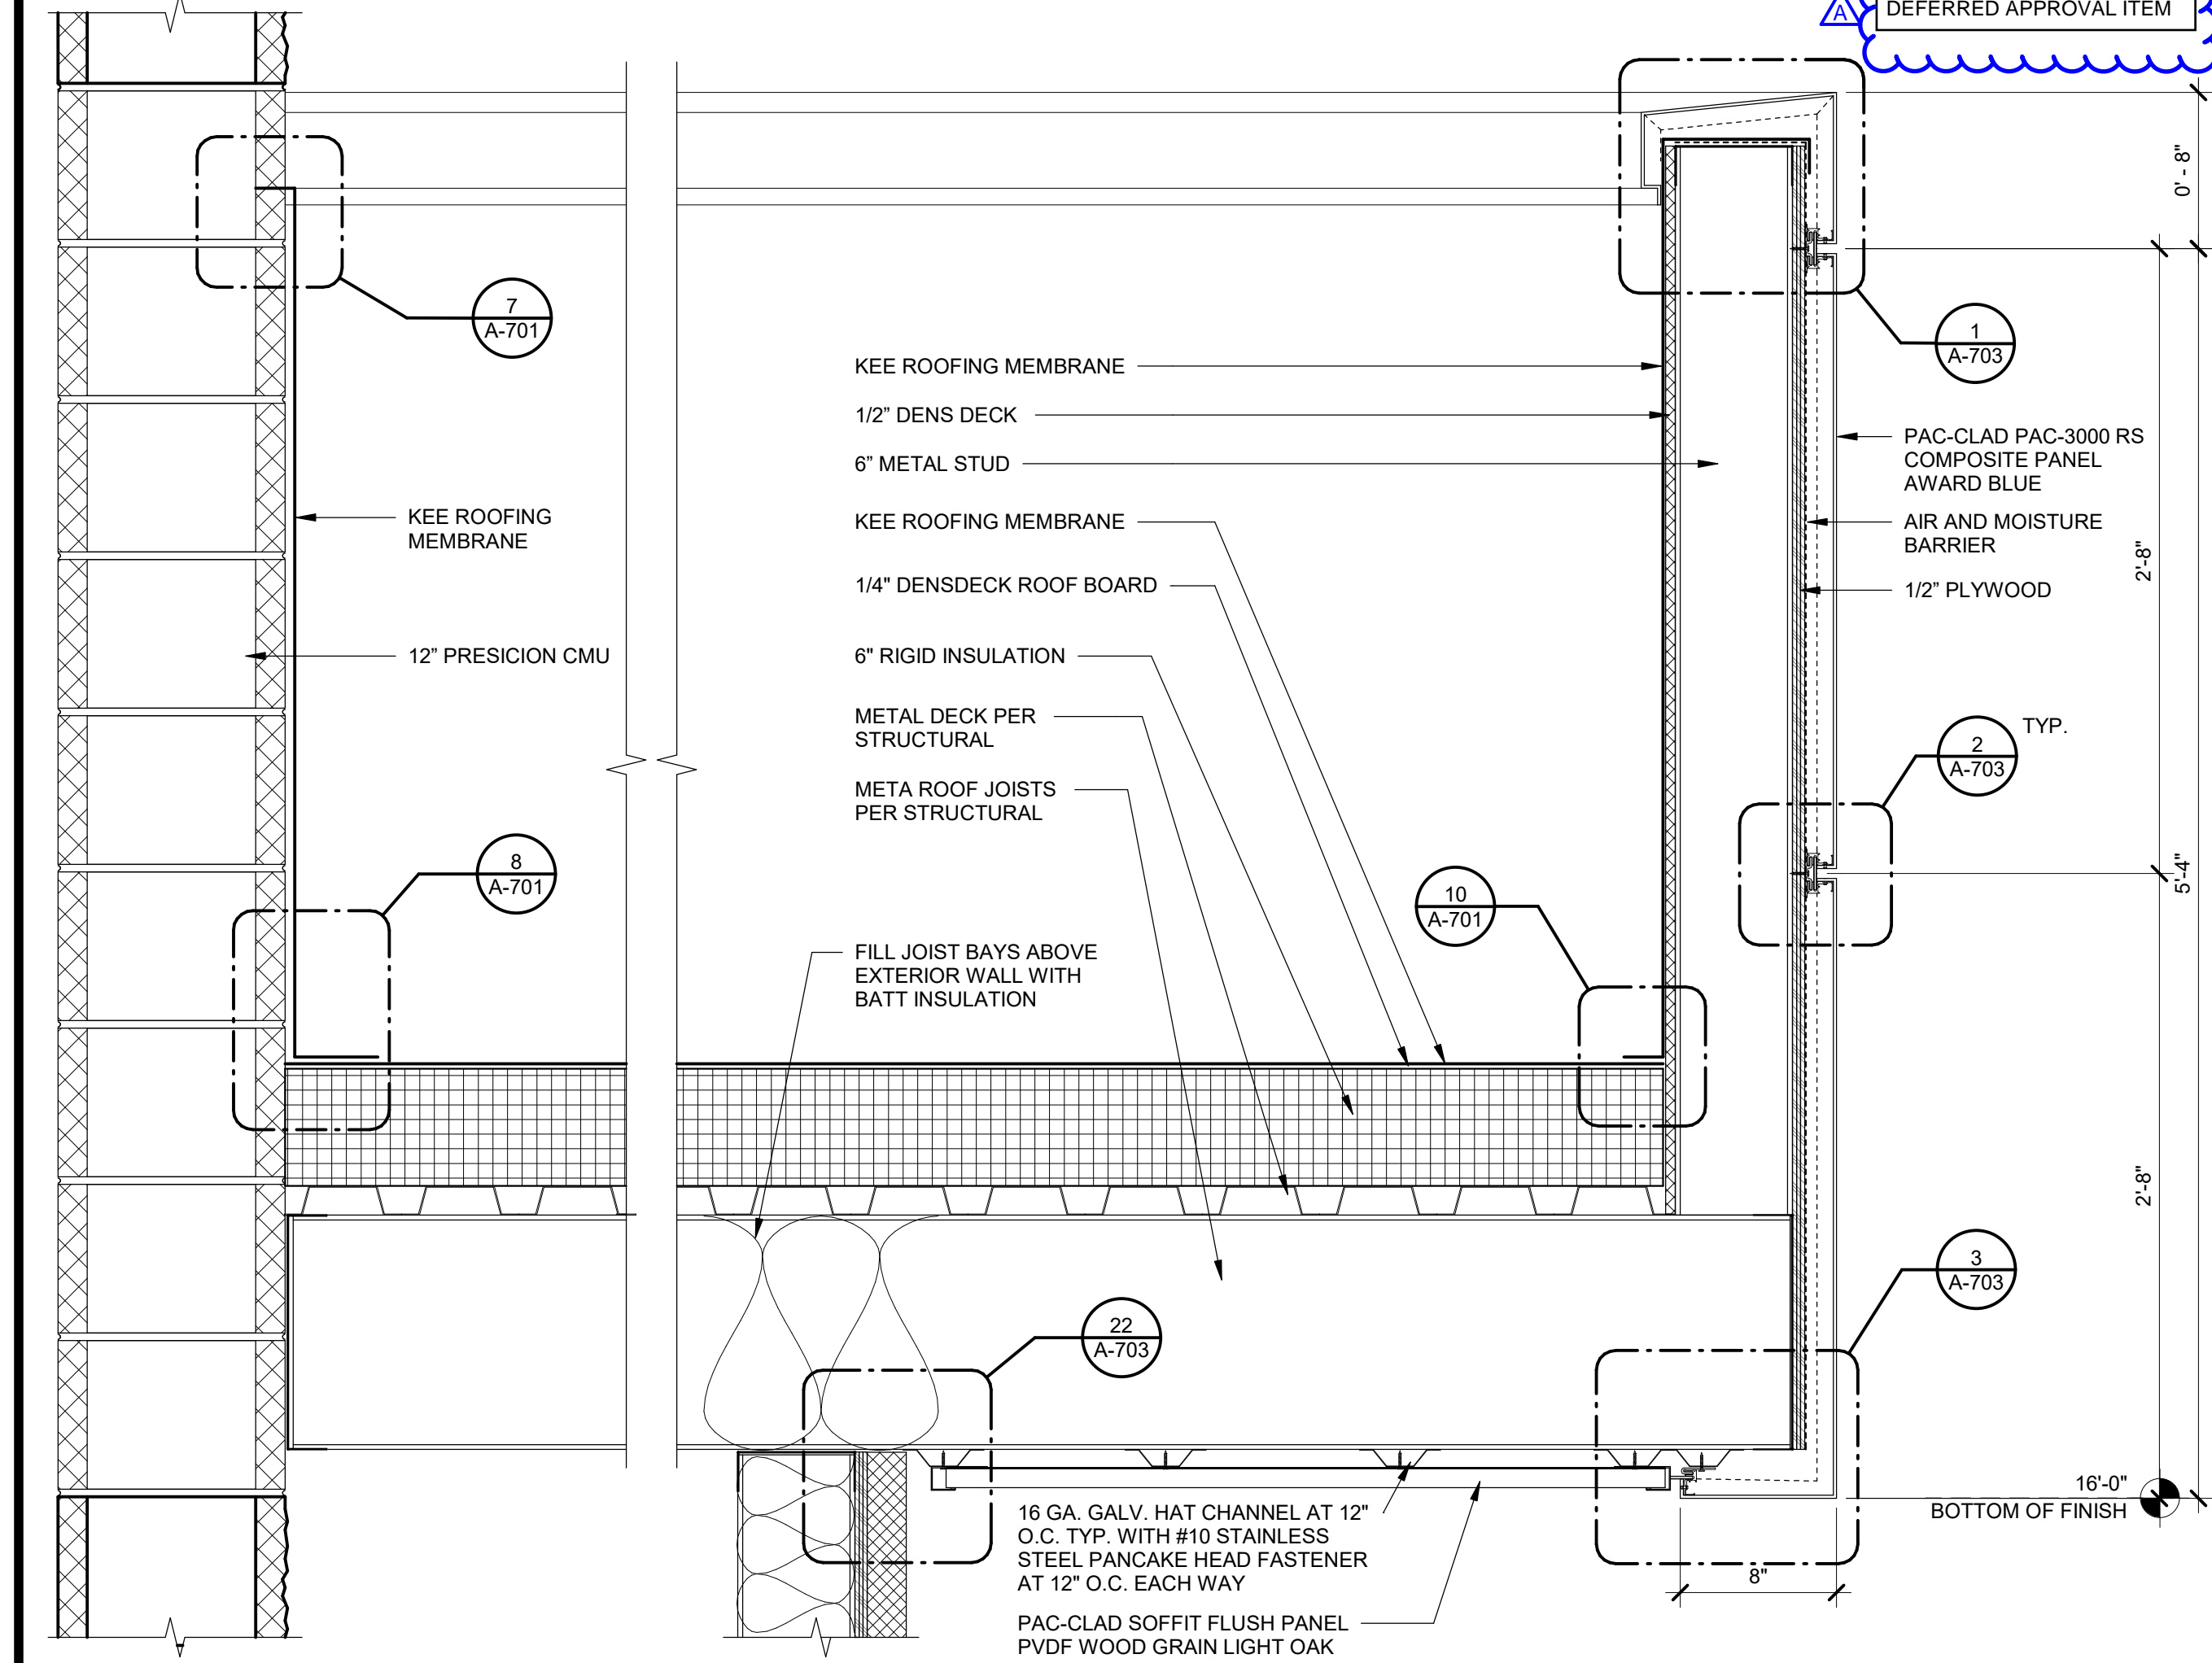 A
DEFERRED APPROVAL ITEM
0' - 8"
7
A-701
1
A-703
KEE ROOFING MEMBRANE
1/2” DENS DECK
6” METAL STUD
KEE ROOFING MEMBRANE
1/4" DENSDECK ROOF BOARD
6" RIGID INSULATION
METAL DECK PER
STRUCTURAL
META ROOF JOISTS
PER STRUCTURAL
KEE ROOFING
MEMBRANE
12” PRESICION CMU
PAC-CLAD PAC-3000 RS
COMPOSITE PANEL
AWARD BLUE
AIR AND MOISTURE
BARRIER
1/2” PLYWOOD
2'-8"
2
A-703
TYP.
5'-4"
8
A-701
10
A-701
FILL JOIST BAYS ABOVE
EXTERIOR WALL WITH
BATT INSULATION
2'-8"
3
A-703
22
A-703
16'-0"
BOTTOM OF FINISH
16 GA. GALV. HAT CHANNEL AT 12"
O.C. TYP. WITH #10 STAINLESS
STEEL PANCAKE HEAD FASTENER
AT 12" O.C. EACH WAY
8"
PAC-CLAD SOFFIT FLUSH PANEL
PVDF WOOD GRAIN LIGHT OAK